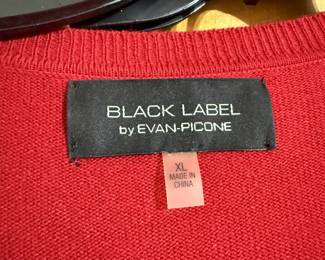 BLACK LABEL
by EVAN-PICONE
XL
MADE IN
CHINA